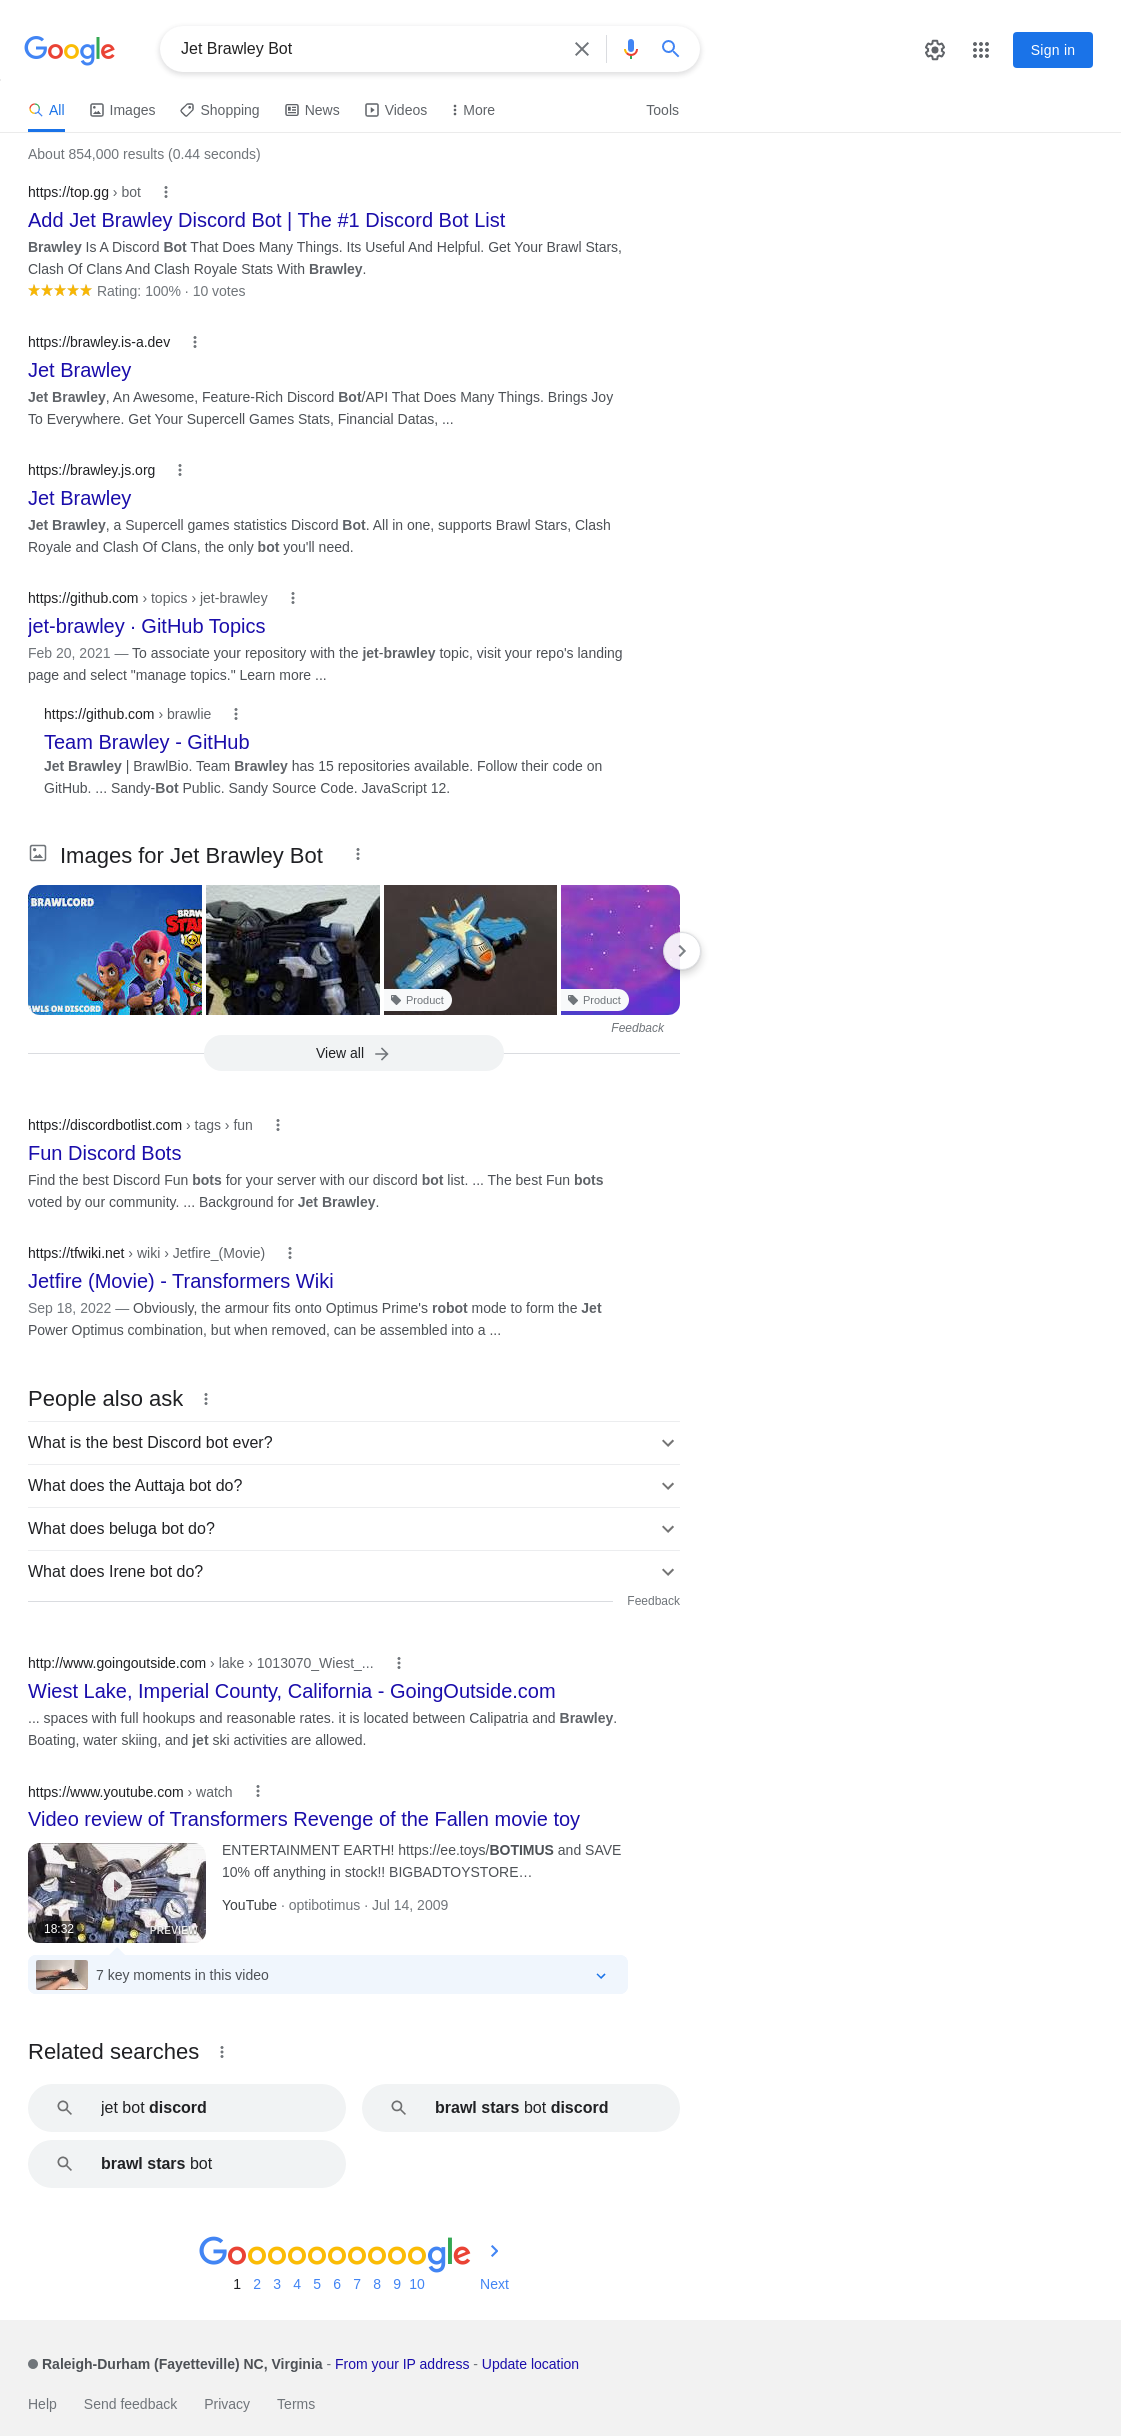 Google
Jet Brawley Bot
Sign in
All
Images
Shopping
News
Videos
More
Tools
About 854,000 results (0.44 seconds)
https://top.gg › bot
Add Jet Brawley Discord Bot | The #1 Discord Bot List
Brawley Is A Discord Bot That Does Many Things. Its Useful And Helpful. Get Your Brawl Stars,
Clash Of Clans And Clash Royale Stats With Brawley.
Rating: 100% · 10 votes
https://brawley.is-a.dev
Jet Brawley
Jet Brawley, An Awesome, Feature-Rich Discord Bot/API That Does Many Things. Brings Joy
To Everywhere. Get Your Supercell Games Stats, Financial Datas, ...
https://brawley.js.org
Jet Brawley
Jet Brawley, a Supercell games statistics Discord Bot. All in one, supports Brawl Stars, Clash
Royale and Clash Of Clans, the only bot you'll need.
https://github.com › topics › jet-brawley
jet-brawley · GitHub Topics
Feb 20, 2021 — To associate your repository with the jet-brawley topic, visit your repo's landing
page and select "manage topics." Learn more ...
https://github.com › brawlie
Team Brawley - GitHub
Jet Brawley | BrawlBio. Team Brawley has 15 repositories available. Follow their code on
GitHub. ... Sandy-Bot Public. Sandy Source Code. JavaScript 12.
Images for Jet Brawley Bot
BRAWLCORD
BRAW
STA
AWLS ON DISCORD
Product
Product
Feedback
View all
https://discordbotlist.com › tags › fun
Fun Discord Bots
Find the best Discord Fun bots for your server with our discord bot list. ... The best Fun bots
voted by our community. ... Background for Jet Brawley.
https://tfwiki.net › wiki › Jetfire_(Movie)
Jetfire (Movie) - Transformers Wiki
Sep 18, 2022 — Obviously, the armour fits onto Optimus Prime's robot mode to form the Jet
Power Optimus combination, but when removed, can be assembled into a ...
People also ask
What is the best Discord bot ever?
What does the Auttaja bot do?
What does beluga bot do?
What does Irene bot do?
Feedback
http://www.goingoutside.com › lake › 1013070_Wiest_...
Wiest Lake, Imperial County, California - GoingOutside.com
... spaces with full hookups and reasonable rates. it is located between Calipatria and Brawley.
Boating, water skiing, and jet ski activities are allowed.
https://www.youtube.com › watch
Video review of Transformers Revenge of the Fallen movie toy
ENTERTAINMENT EARTH! https://ee.toys/BOTIMUS and SAVE
10% off anything in stock!! BIGBADTOYSTORE…
YouTube · optibotimus · Jul 14, 2009
18:32
PREVIEW
7 key moments in this video
Related searches
jet bot discord
brawl stars bot discord
brawl stars bot
Goooooooooogle
1 2 3 4 5 6 7 8 9 10 Next
Raleigh-Durham (Fayetteville) NC, Virginia - From your IP address - Update location
Help
Send feedback
Privacy
Terms